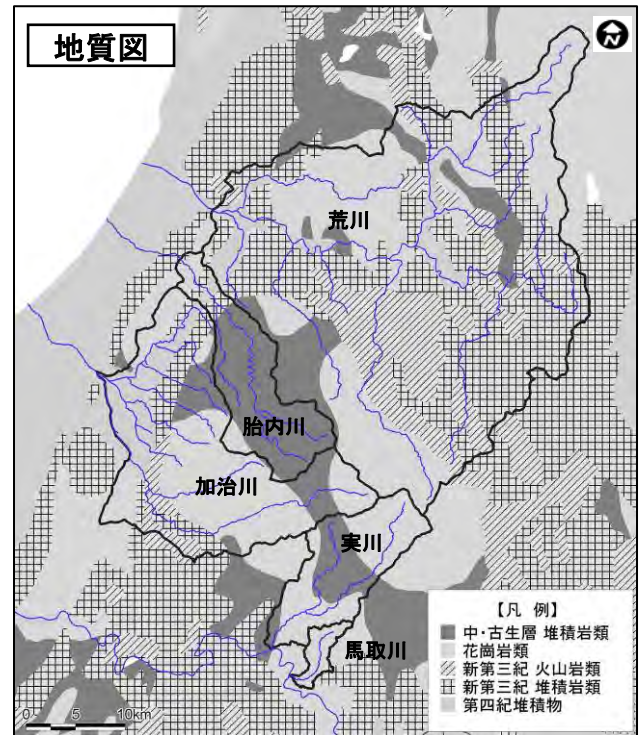 地質図
N
荒川
胎内川
加治川
実川
馬取川
【凡 例】
中・古生層 堆積岩類
花崗岩類
新第三紀 火山岩類
新第三紀 堆積岩類
第四紀堆積物
0 5 10km